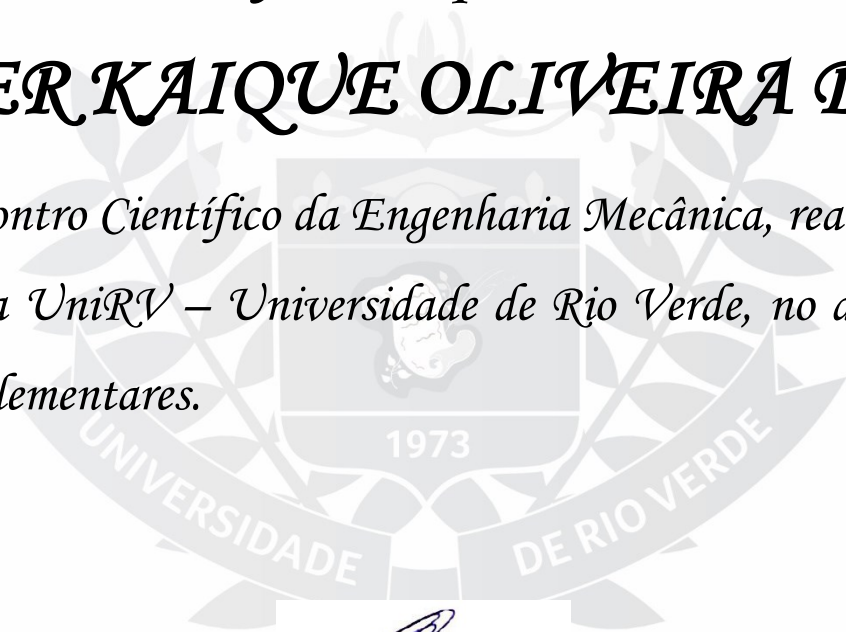 ER KAIQUE OLIVEIRA D
ontro Científico da Engenharia Mecânica, rea
a UniRV – Universidade de Rio Verde, no d
lementares.
1973
UNIVERSIDADE DE RIO VERDE